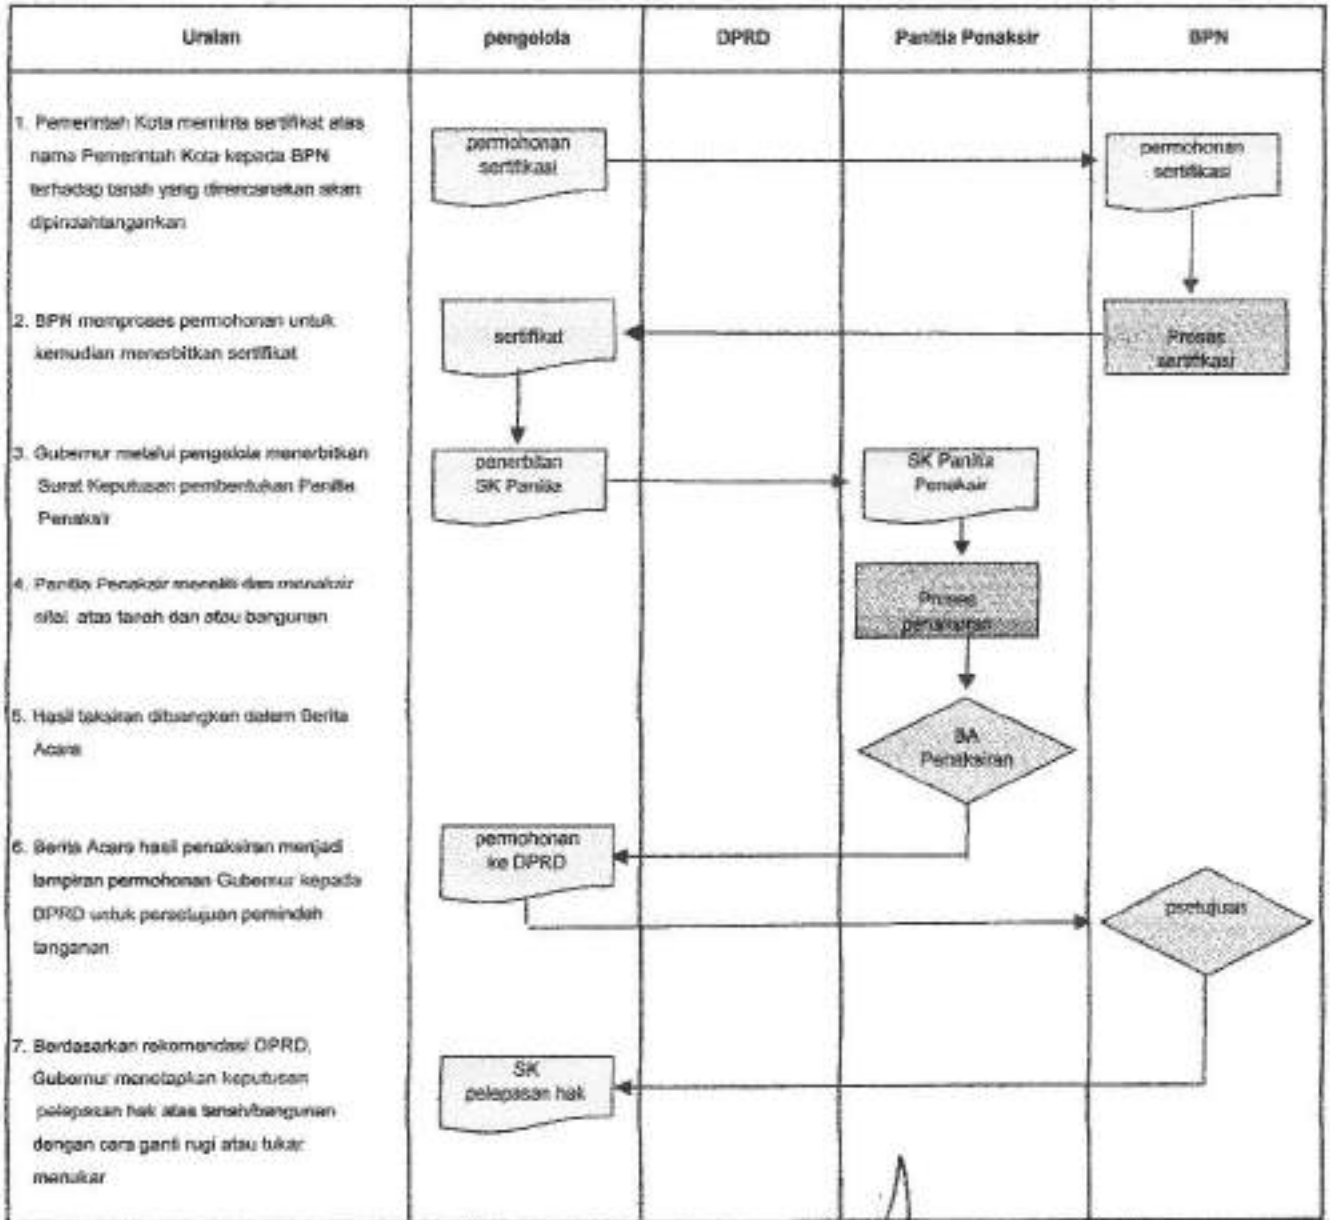 Uraian pengelola DPRD Panitia Penaksir BPN
1. Pemerintah Kota meminta sertifikat atas
nama Pemerintah Kota kepada BPN
terhadap tanah yang direncanakan akan
dipindahtangankan
permohonan
sertifikasi
permohonan
sertifikasi
2. BPN memproses permohonan untuk
kemudian menerbitkan sertifikat
sertifikat
Proses
sertifikasi
3. Gubernur melalui pengelola menerbitkan
Surat Keputusan pembentukan Panitia
Penaksir
penerbitan
SK Panitia
SK Panitia
Penaksir
4. Panitia Penaksir meneliti dan menaksir
nilai atas tanah dan atau bangunan
Proses
penaksiran
5. Hasil taksiran dituangkan dalam Berita
Acara
BA
Penaksiran
6. Berita Acara hasil penaksiran menjadi
lampiran permohonan Gubernur kepada
DPRD untuk persetujuan pemindah
tanganan
permohonan
ke DPRD
psetujuan
7. Berdasarkan rekomendasi DPRD,
Gubernur menetapkan keputusan
pelepasan hak atas tanah/bangunan
dengan cara ganti rugi atau tukar
menukar
SK
pelepasan hak